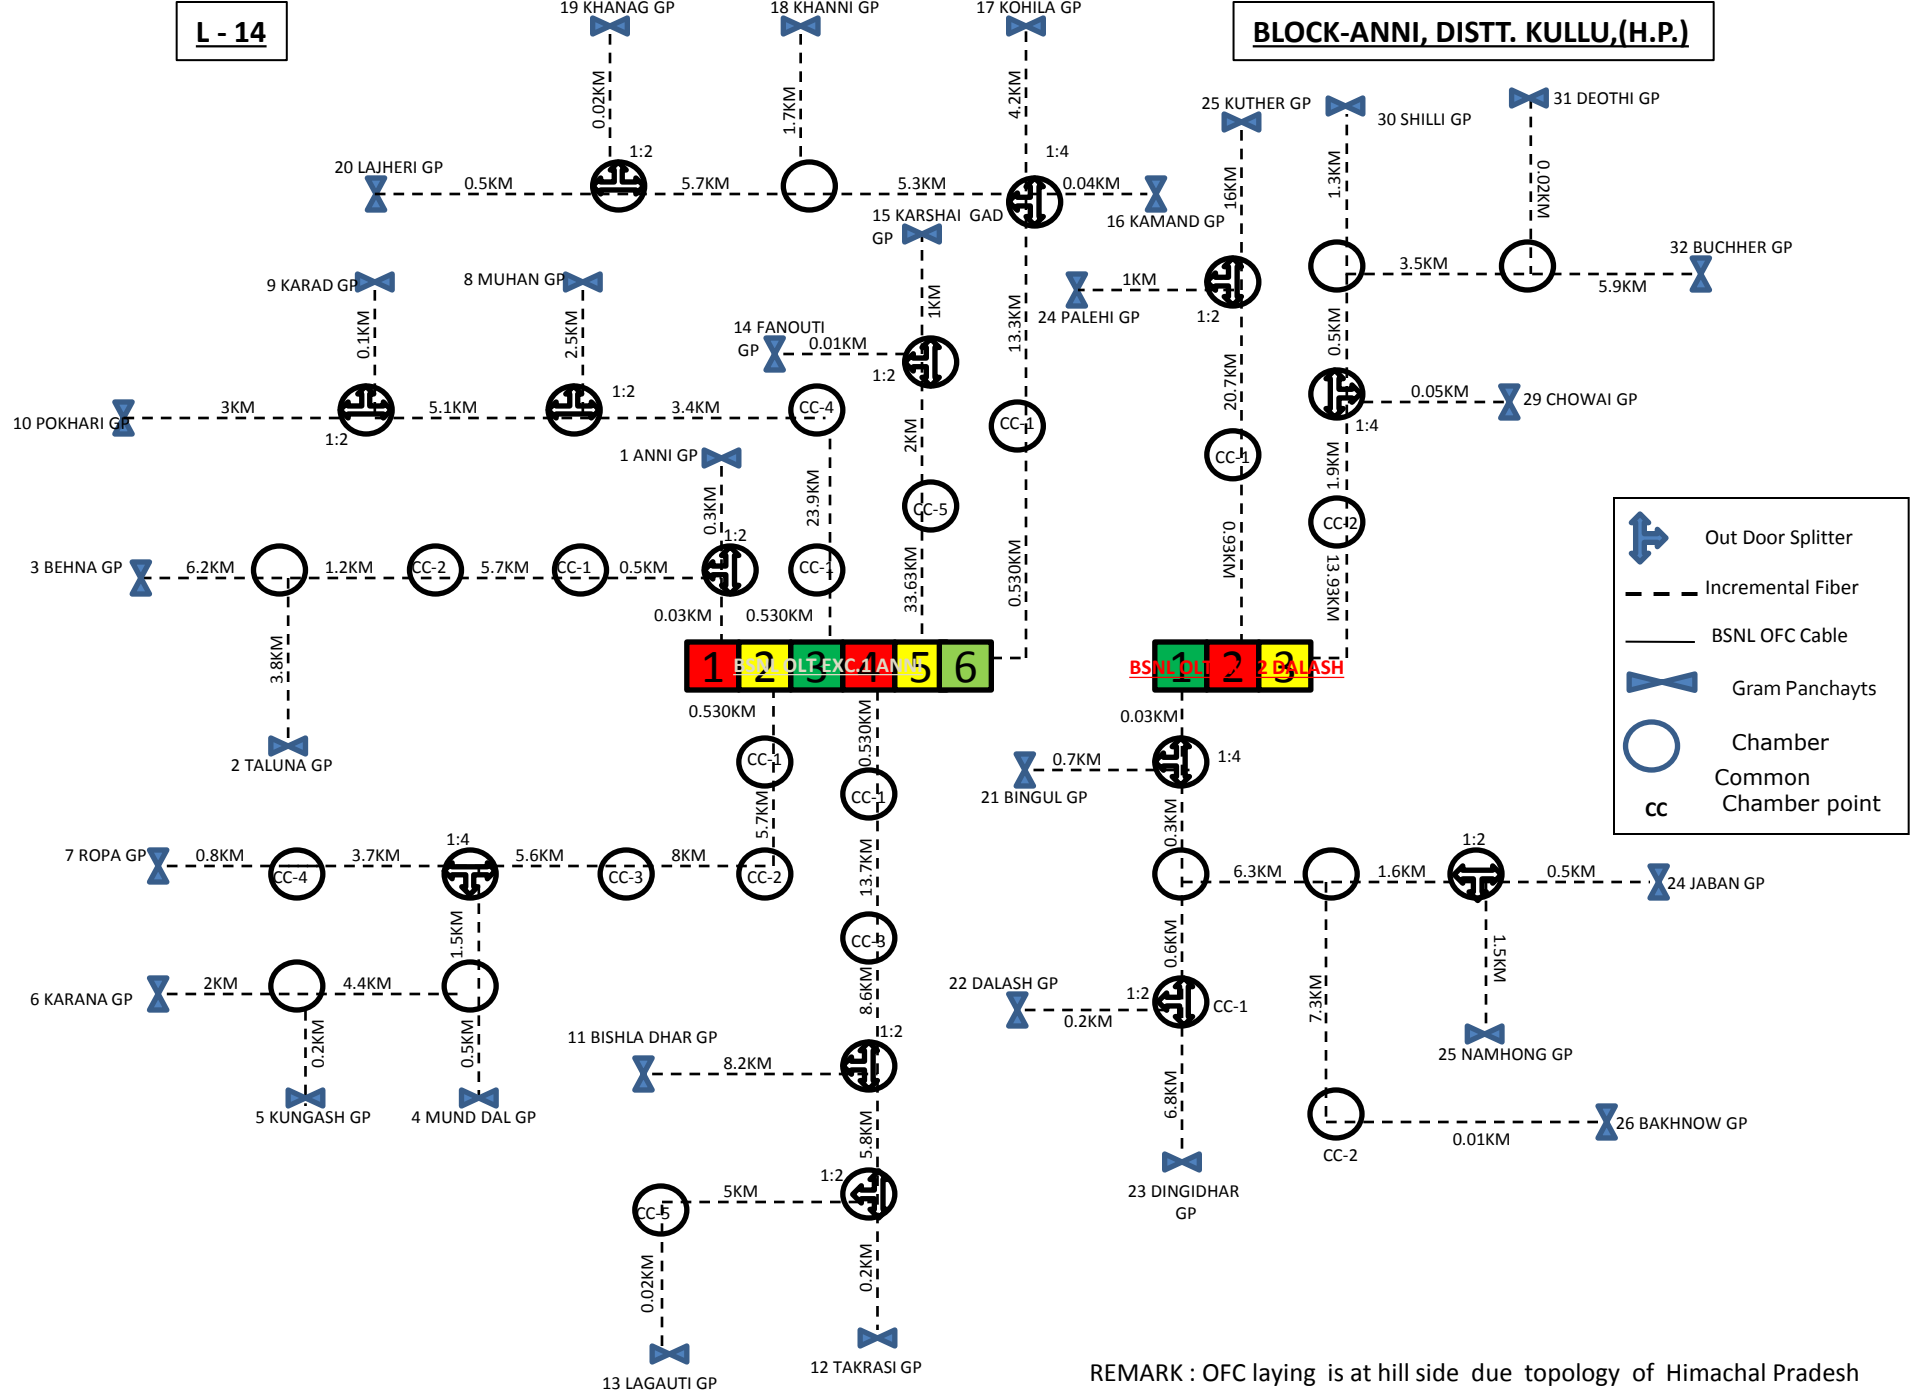 L - 14
19 KHANAG GP
18 KHANNI GP
17 KOHILA GP
BLOCK-ANNI, DISTT. KULLU,(H.P.)
0.02KM
1.7KM
4.2KM
25 KUTHER GP
30 SHILLI GP
31 DEOTHI GP
20 LAJHERI GP
1:2
1:4
0.5KM
5.7KM
5.3KM
0.04KM
16 KAMAND GP
15 KARSHAI GAD
GP
16KM
1.3KM
0.02KM
32 BUCHHER GP
9 KARAD GP
8 MUHAN GP
1KM
24 PALEHI GP
1:2
3.5KM
5.9KM
0.1KM
2.5KM
14 FANOUTI
GP
0.01KM
1:2
1KM
13.3KM
20.7KM
0.5KM
10 POKHARI GP
3KM
1:2
5.1KM
1:2
3.4KM
CC-4
2KM
CC-1
0.05KM
29 CHOWAI GP
1:4
1 ANNI GP
CC-1
1.9KM
0.3KM
23.9KM
CC-5
CC-2
1:2
3 BEHNA GP
6.2KM
1.2KM
CC-2
5.7KM
CC-1
0.5KM
CC-1
33.63KM
0.530KM
0.93KM
13.93KM
0.03KM
0.530KM
Out Door Splitter
Incremental Fiber
BSNL OFC Cable
Gram Panchayts
Chamber
Common
CC
Chamber point
3.8KM
2 TALUNA GP
1 2 3 4 5 6
BSNL OLT EXC.1 ANNI
1 2 3
BSNL OLT 2 DALASH
0.530KM
0.530KM
0.03KM
CC-1
CC-1
5.7KM
0.7KM
1:4
21 BINGUL GP
0.3KM
7 ROPA GP
0.8KM
CC-4
3.7KM
1:4
5.6KM
CC-3
8KM
CC-2
13.7KM
6.3KM
1.6KM
1:2
0.5KM
24 JABAN GP
1.5KM
CC-3
0.6KM
1.5KM
6 KARANA GP
2KM
4.4KM
8.6KM
22 DALASH GP
1:2
CC-1
0.2KM
7.3KM
25 NAMHONG GP
0.2KM
0.5KM
1:2
11 BISHLA DHAR GP
8.2KM
5 KUNGASH GP
4 MUND DAL GP
5.8KM
6.8KM
26 BAKHNOW GP
0.01KM
CC-2
1:2
5KM
CC-5
23 DINGIDHAR
GP
0.02KM
0.2KM
12 TAKRASI GP
13 LAGAUTI GP
REMARK : OFC laying is at hill side due topology of Himachal Pradesh